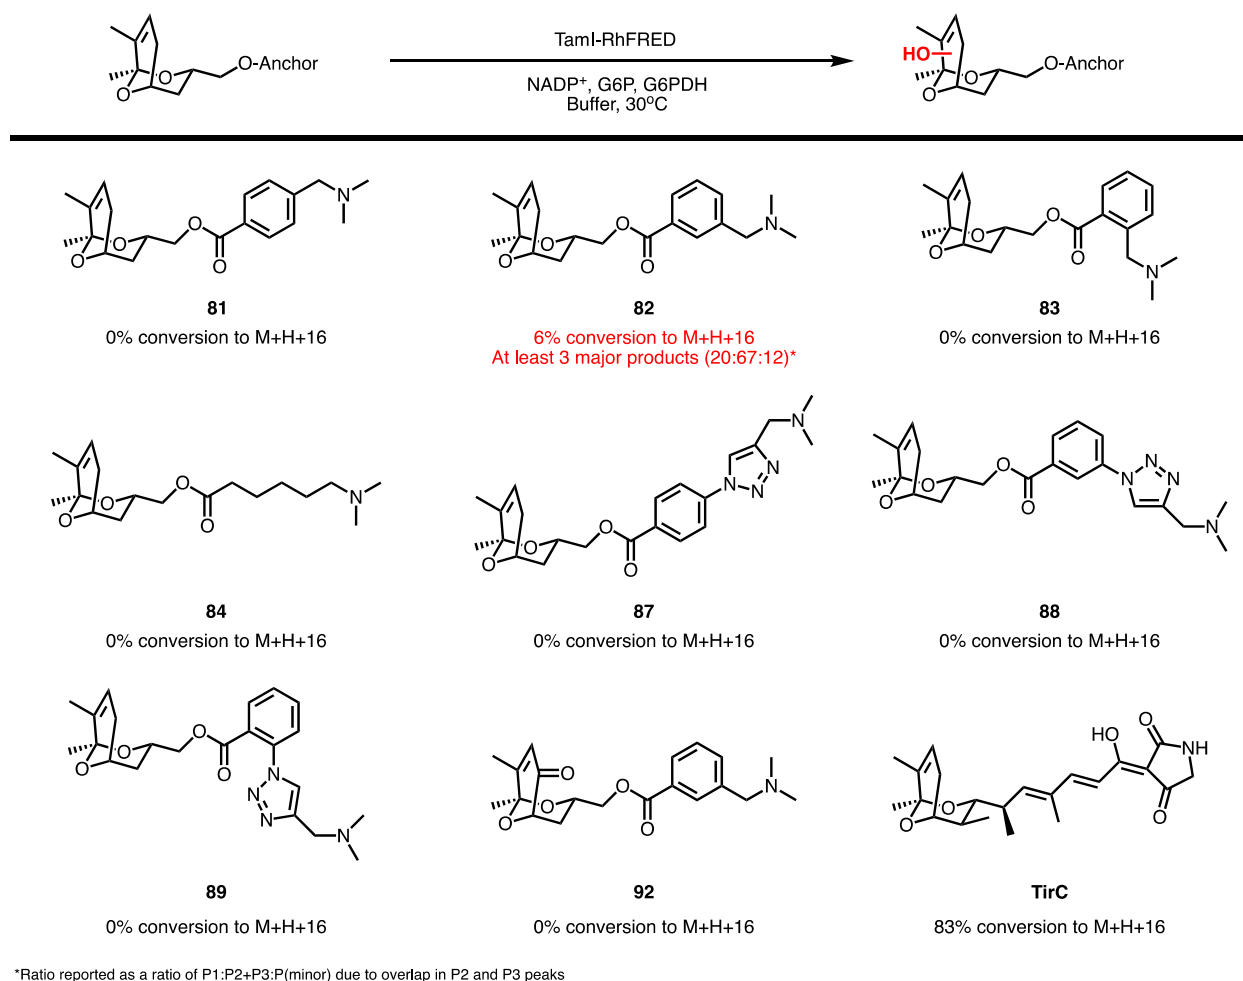 O-Anchor
TamI-RhFRED
NADP⁺, G6P, G6PDH
Buffer, 30°C
HO
O-Anchor
O
O
O
O
O
O
N
81
0% conversion to M+H+16
O
O
O
O
N
82
6% conversion to M+H+16
At least 3 major products (20:67:12)*
O
O
O
O
N
83
0% conversion to M+H+16
O
O
O
O
N
84
0% conversion to M+H+16
O
O
O
O
N
N
N
N
87
0% conversion to M+H+16
O
O
O
O
N
N
N
N
88
0% conversion to M+H+16
O
O
O
O
N
N
N
N
89
0% conversion to M+H+16
O
O
O
O
O
N
92
0% conversion to M+H+16
O
O
HO
O
NH
O
TirC
83% conversion to M+H+16
*Ratio reported as a ratio of P1:P2+P3:P(minor) due to overlap in P2 and P3 peaks